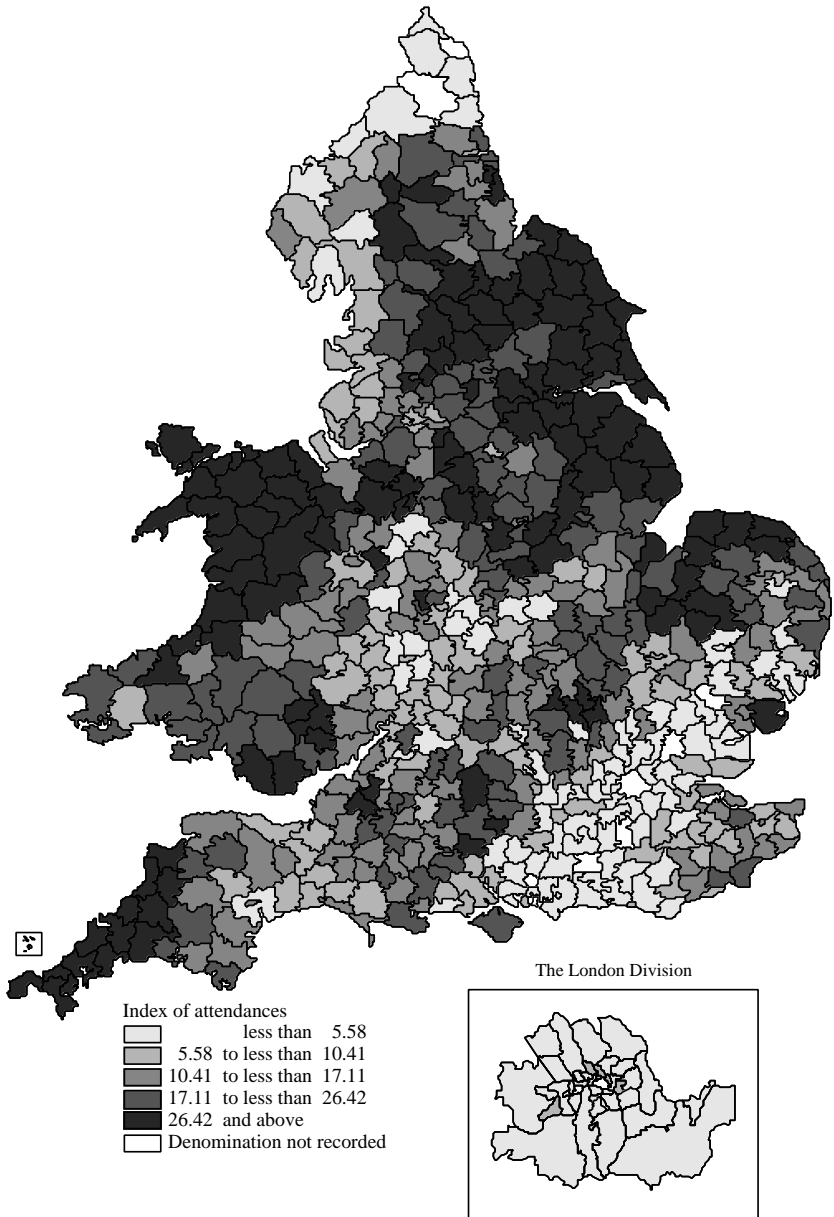 The London Division
Index of attendances
less than 5.58
5.58 to less than 10.41
10.41 to less than 17.11
17.11 to less than 26.42
26.42 and above
Denomination not recorded